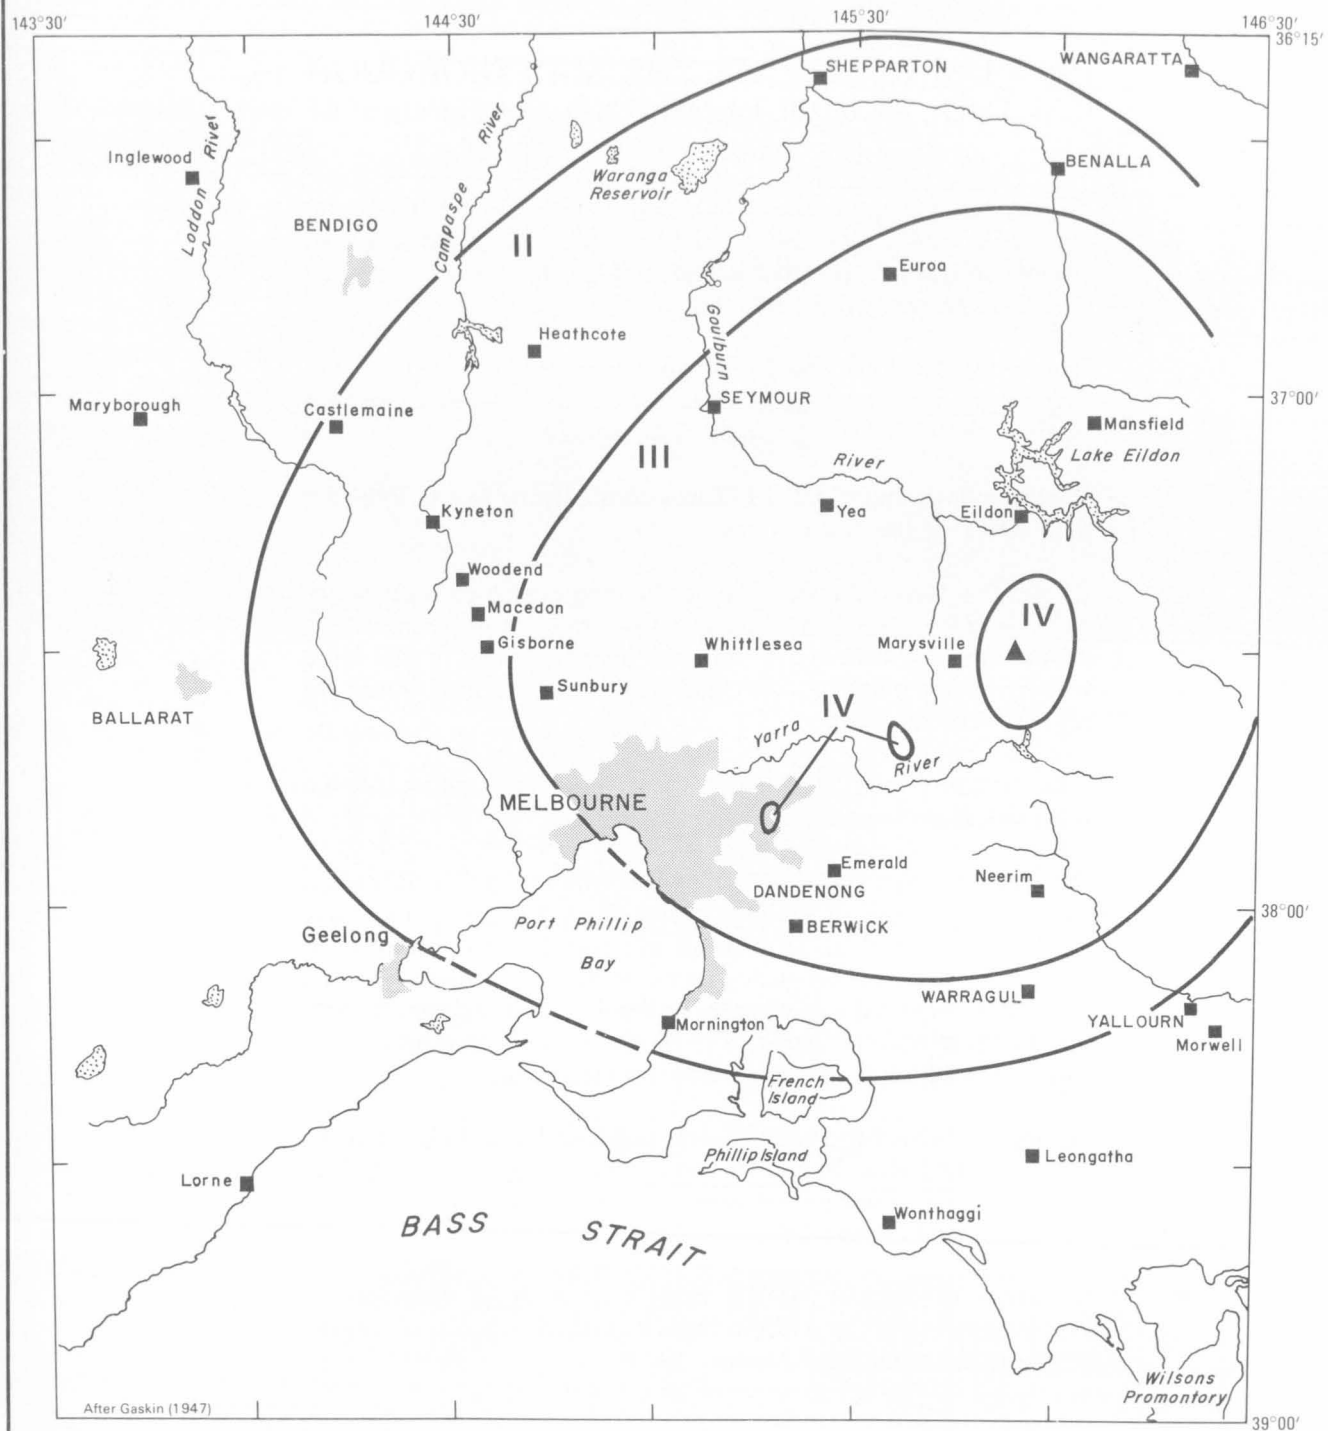 143°30′
144°30′
145°30′
146°30′
36°15′
SHEPPARTON
WANGARATTA
Inglewood
Loddon River
Campaspe River
Waranga
Reservoir
BENALLA
BENDIGO
II
Euroa
Heathcote
Goulburn
37°00′
Maryborough
Castlemaine
SEYMOUR
Mansfield
Lake Eildon
III
River
Kyneton
Yea
Eildon
Woodend
Macedon
IV
Gisborne
Whittlesea
Marysville
Sunbury
IV
BALLARAT
Yarra
River
MELBOURNE
Emerald
Neerim
DANDENONG
38°00′
BERWICK
Port Phillip
Bay
Geelong
WARRAGUL
YALLOURN
Mornington
Morwell
French
Island
Phillip Island
Leongatha
Lorne
Wonthaggi
BASS STRAIT
Wilsons
Promontory
After Gaskin (1947)
39°00′